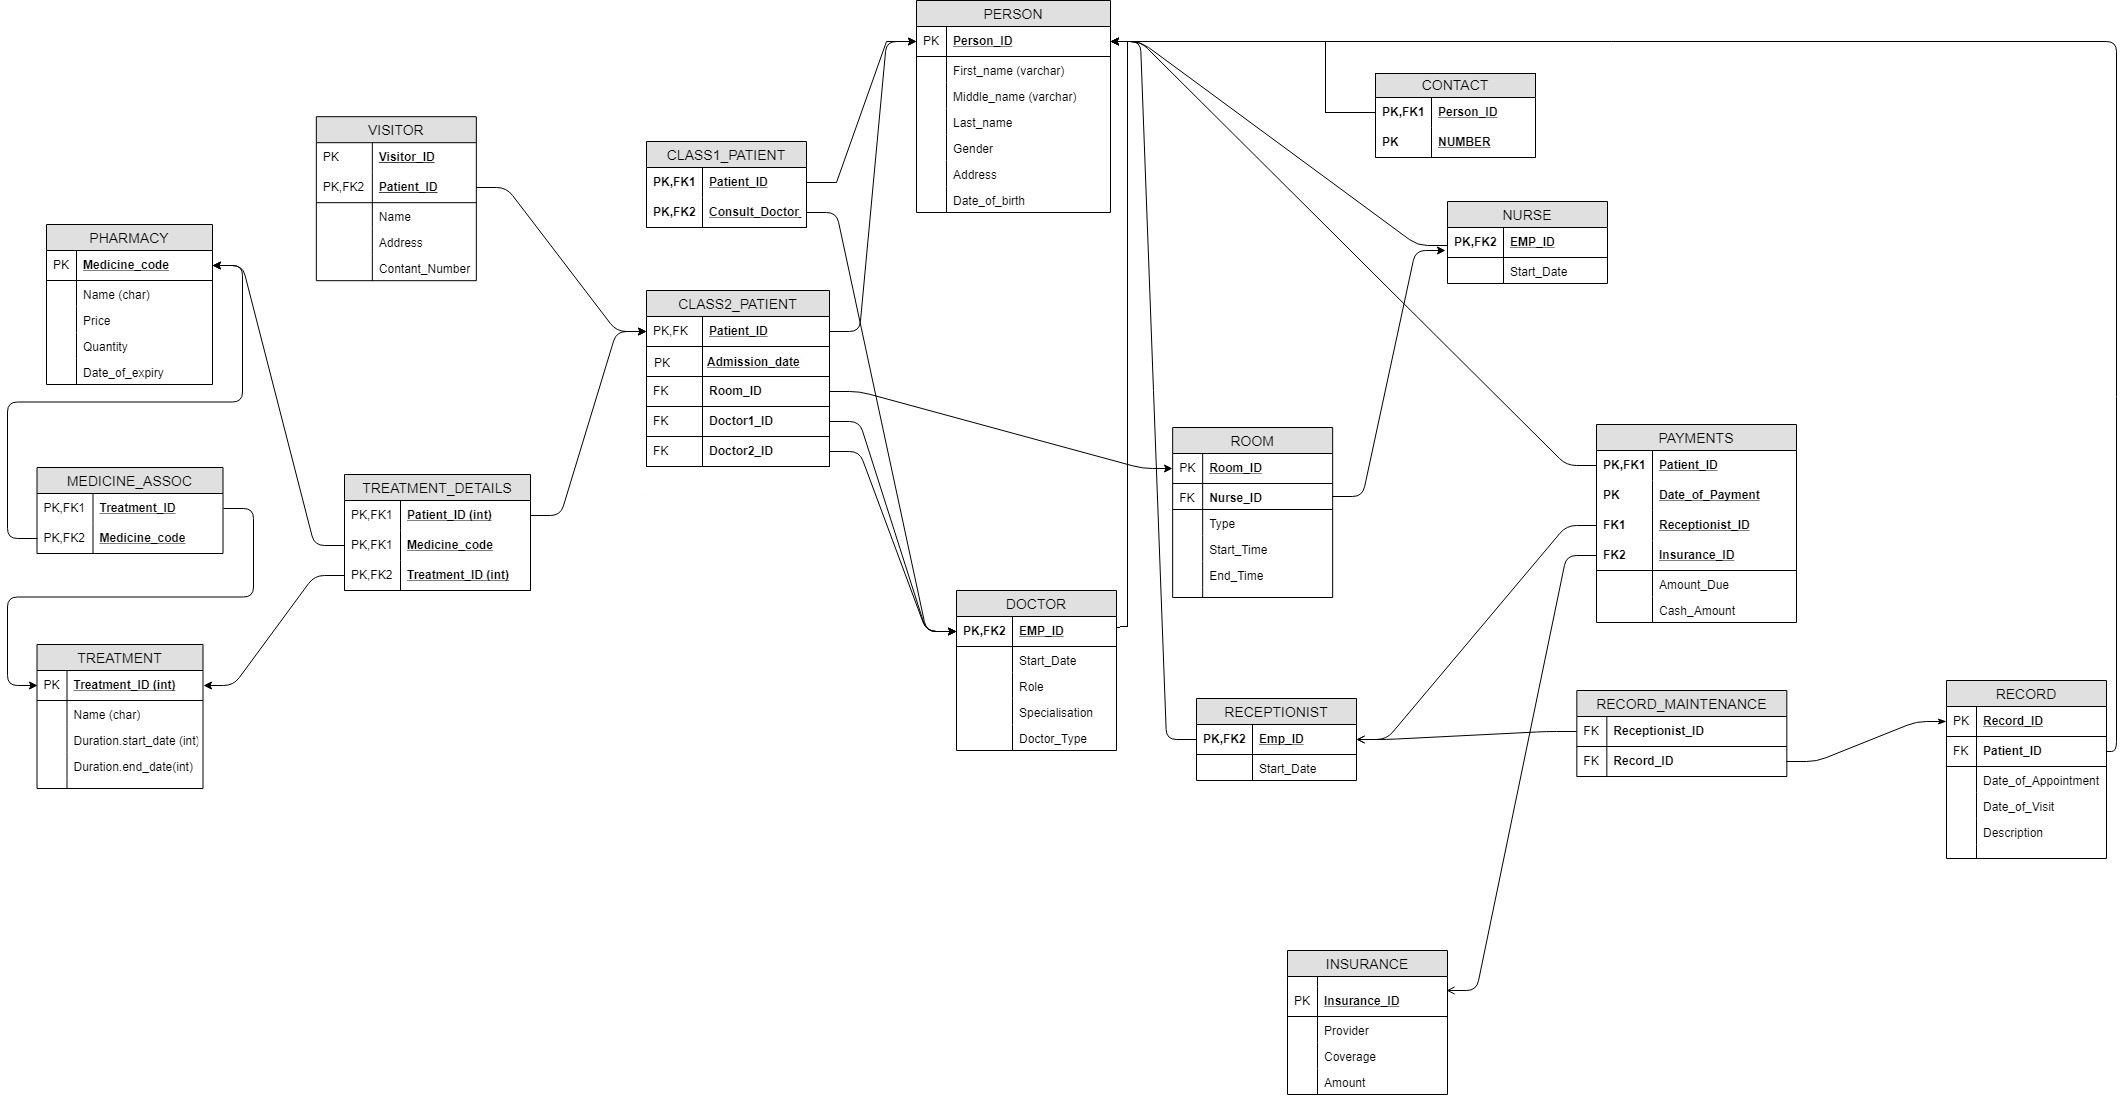 PERSON
PK Person_ID
First_name (varchar)
Middle_name (varchar)
Last_name
Gender
Address
Date_of_birth
CONTACT
PK,FK1 Person_ID
PK NUMBER
VISITOR
PK Visitor_ID
PK,FK2 Patient_ID
Name
Address
Contant_Number
CLASS1_PATIENT
PK,FK1 Patient_ID
PK,FK2 Consult_Doctor_
NURSE
PK,FK2 EMP_ID
Start_Date
PHARMACY
PK Medicine_code
Name (char)
Price
Quantity
Date_of_expiry
CLASS2_PATIENT
PK,FK Patient_ID
PK Admission_date
FK Room_ID
FK Doctor1_ID
FK Doctor2_ID
ROOM
PK Room_ID
FK Nurse_ID
Type
Start_Time
End_Time
PAYMENTS
PK,FK1 Patient_ID
PK Date_of_Payment
FK1 Receptionist_ID
FK2 Insurance_ID
Amount_Due
Cash_Amount
MEDICINE_ASSOC
PK,FK1 Treatment_ID
PK,FK2 Medicine_code
TREATMENT_DETAILS
PK,FK1 Patient_ID (int)
PK,FK1 Medicine_code
PK,FK2 Treatment_ID (int)
DOCTOR
PK,FK2 EMP_ID
Start_Date
Role
Specialisation
Doctor_Type
TREATMENT
PK Treatment_ID (int)
Name (char)
Duration.start_date (int)
Duration.end_date(int)
RECEPTIONIST
PK,FK2 Emp_ID
Start_Date
RECORD_MAINTENANCE
FK Receptionist_ID
FK Record_ID
RECORD
PK Record_ID
FK Patient_ID
Date_of_Appointment
Date_of_Visit
Description
INSURANCE
PK Insurance_ID
Provider
Coverage
Amount